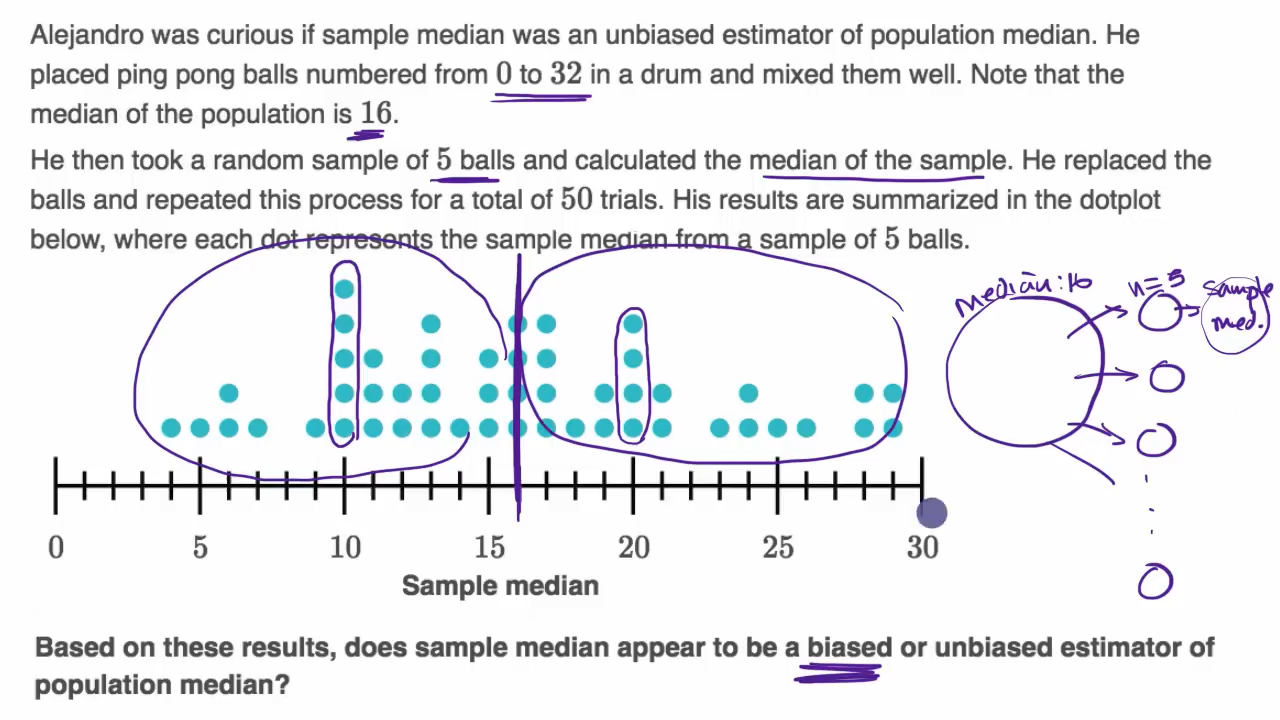 Alejandro was curious if sample median was an unbiased estimator of population median. He
placed ping pong balls numbered from 0 to 32 in a drum and mixed them well. Note that the
median of the population is 16.
He then took a random sample of 5 balls and calculated the median of the sample. He replaced the
balls and repeated this process for a total of 50 trials. His results are summarized in the dotplot
below, where each dot represents the sample median from a sample of 5 balls.
median:16
n=5
sample
med.
0 5 10 15 20 25 30
Sample median
Based on these results, does sample median appear to be a biased or unbiased estimator of
population median?